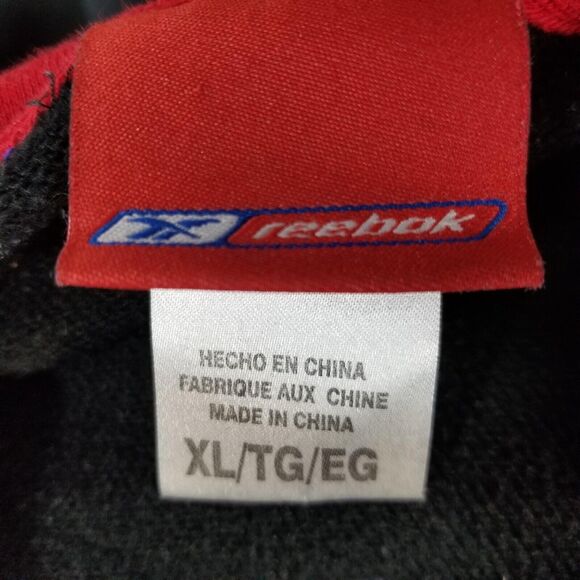 reebok
HECHO EN CHINA
FABRIQUE AUX CHINE
MADE IN CHINA
XL/TG/EG